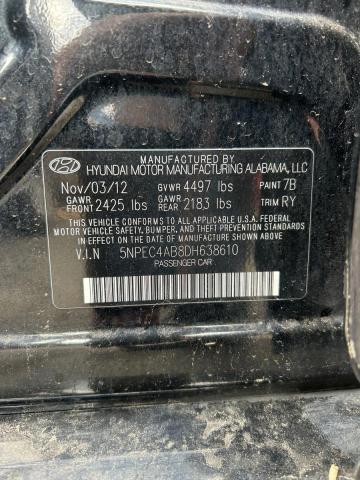 MANUFACTURED BY
HYUNDAI MOTOR MANUFACTURING ALABAMA, LLC
Nov/03/12 GVWR 4497 lbs PAINT 7B
GAWR FRONT 2425 lbs GAWR REAR 2183 lbs TRIM RY
THIS VEHICLE CONFORMS TO ALL APPLICABLE U.S.A. FEDERAL
MOTOR VEHICLE SAFETY, BUMPER, AND THEFT PREVENTION
STANDARDS IN EFFECT ON THE DATE OF MANUFACTURE SHOWN ABOVE.
V.I.N 5NPEC4AB8DH638610
PASSENGER CAR